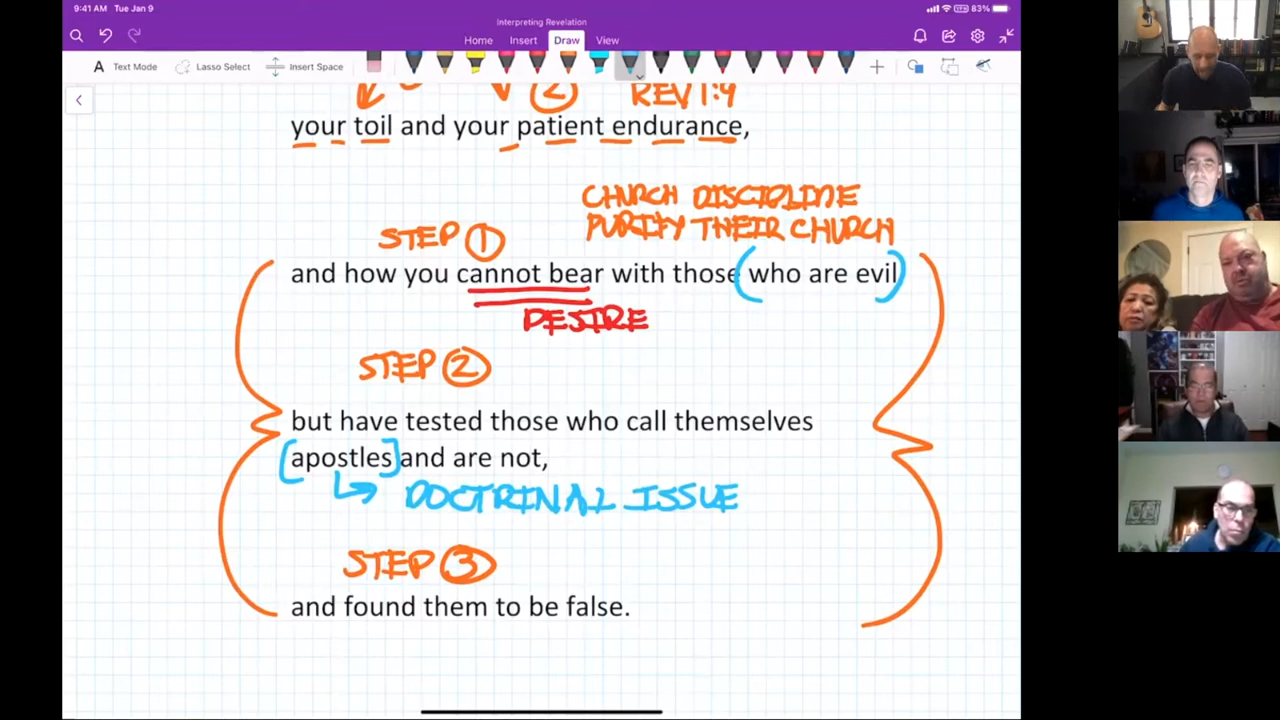 9:41 AM Tue Jan 9
VPN 83%
Interpreting Revelation
Home Insert Draw View
A Text Mode Lasso Select Insert Space
2 REV 1:9
your toil and your patient endurance,
CHURCH DISCIPLINE
PURIFY THEIR CHURCH
STEP 1
and how you cannot bear with those (who are evil)
DESIRE
STEP 2
but have tested those who call themselves
[apostles] and are not,
DOCTRINAL ISSUE
STEP 3
and found them to be false.